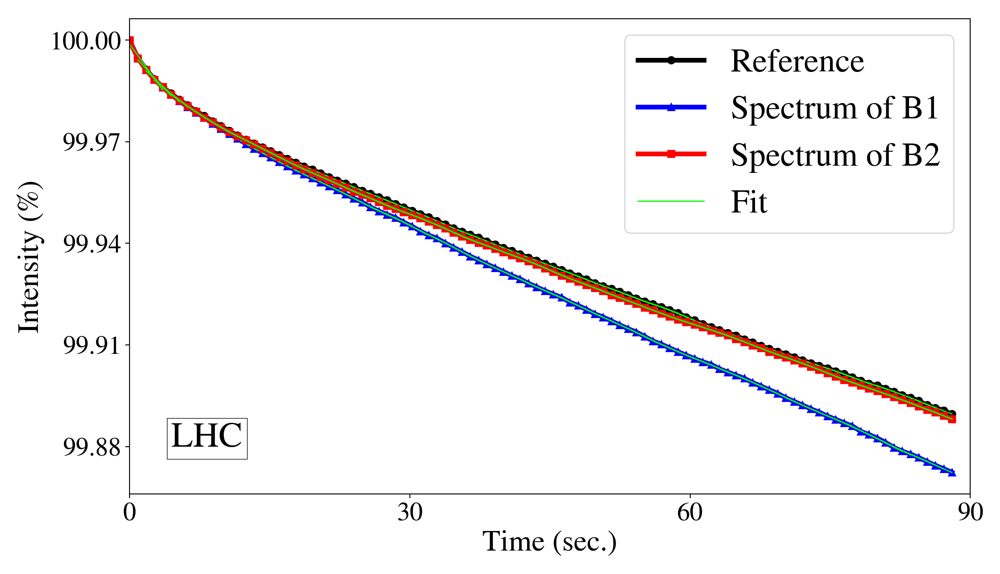 100.00
99.97
99.94
99.91
99.88
Intensity (%)
Reference
Spectrum of B1
Spectrum of B2
Fit
LHC
0 30 60 90
Time (sec.)